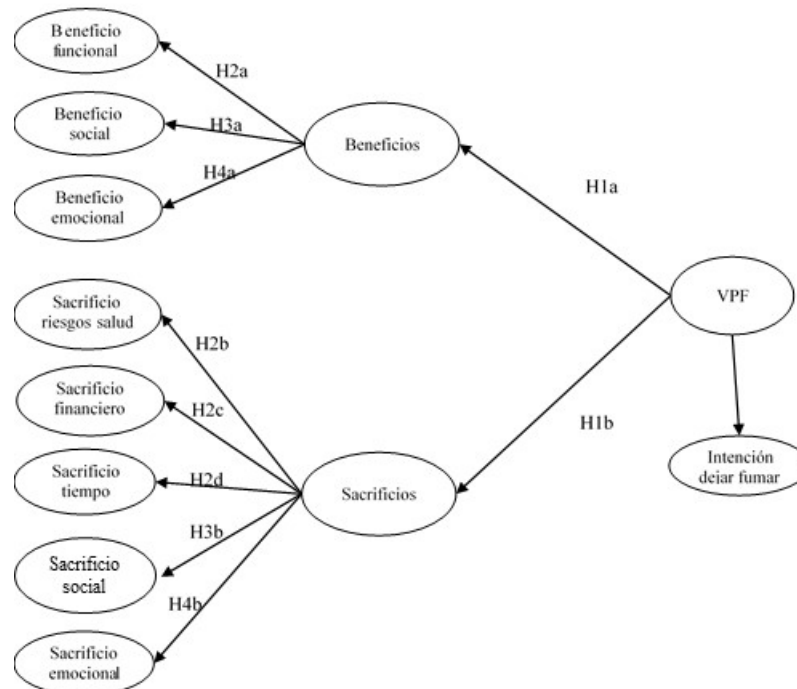 Beneficio
funcional
H2a
Beneficio
social
H3a
Beneficios
Beneficio
emocional
H4a
H1a
Sacrificio
riesgos salud
VPF
H2b
Sacrificio
financiero
H2c
H1b
Intención
dejar fumar
Sacrificio
tiempo
H2d
Sacrificios
H3b
Sacrificio
social
H4b
Sacrificio
emocional